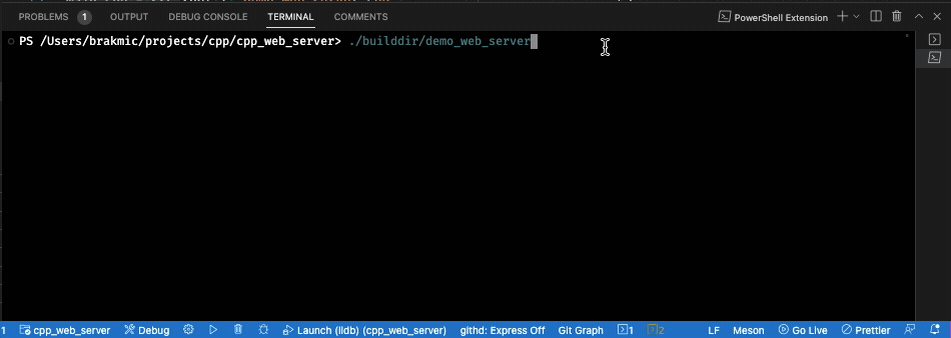 PROBLEMS 1 OUTPUT DEBUG CONSOLE TERMINAL COMMENTS PowerShell Extension
PS /Users/brakmic/projects/cpp/cpp_web_server> ./builddir/demo_web_server
1 cpp_web_server Debug Launch (lldb) (cpp_web_server) githd: Express Off Git Graph 1 2 LF Meson Go Live Prettier